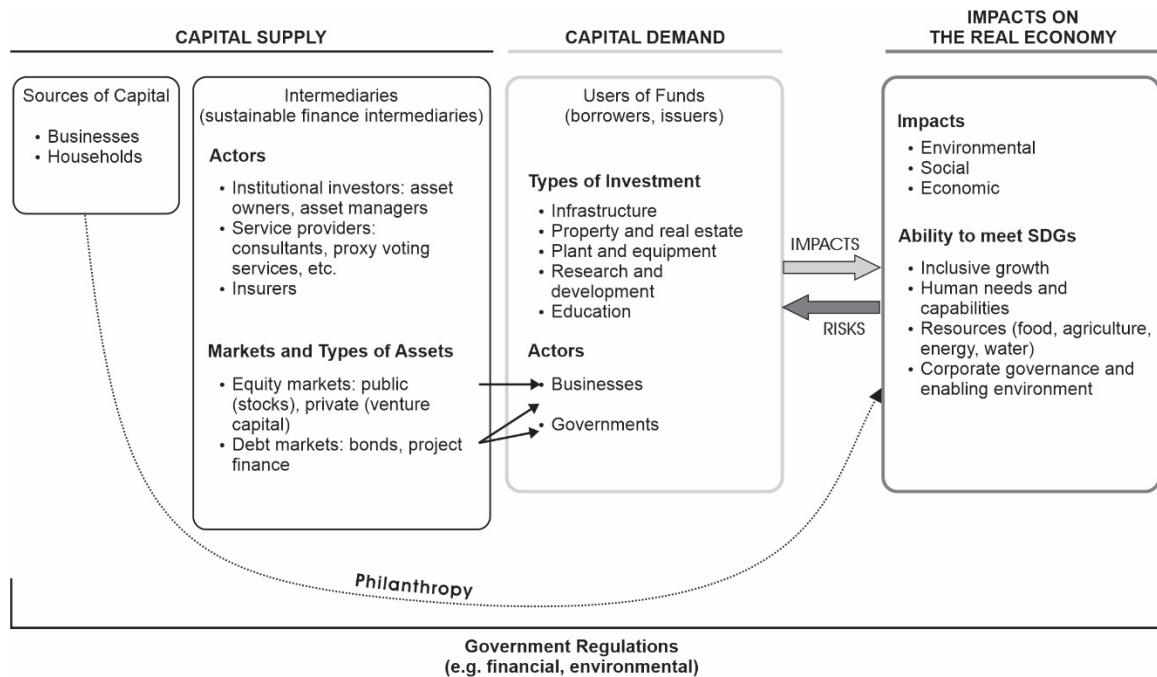 CAPITAL SUPPLY
CAPITAL DEMAND
IMPACTS ON
THE REAL ECONOMY
Sources of Capital
• Businesses
• Households
Intermediaries
(sustainable finance intermediaries)
Actors
• Institutional investors: asset
owners, asset managers
• Service providers:
consultants, proxy voting
services, etc.
• Insurers
Markets and Types of Assets
• Equity markets: public
(stocks), private (venture
capital)
• Debt markets: bonds, project
finance
Users of Funds
(borrowers, issuers)
Types of Investment
• Infrastructure
• Property and real estate
• Plant and equipment
• Research and
development
• Education
Actors
• Businesses
• Governments
IMPACTS
RISKS
Impacts
• Environmental
• Social
• Economic
Ability to meet SDGs
• Inclusive growth
• Human needs and
capabilities
• Resources (food, agriculture,
energy, water)
• Corporate governance and
enabling environment
Philanthropy
Government Regulations
(e.g. financial, environmental)